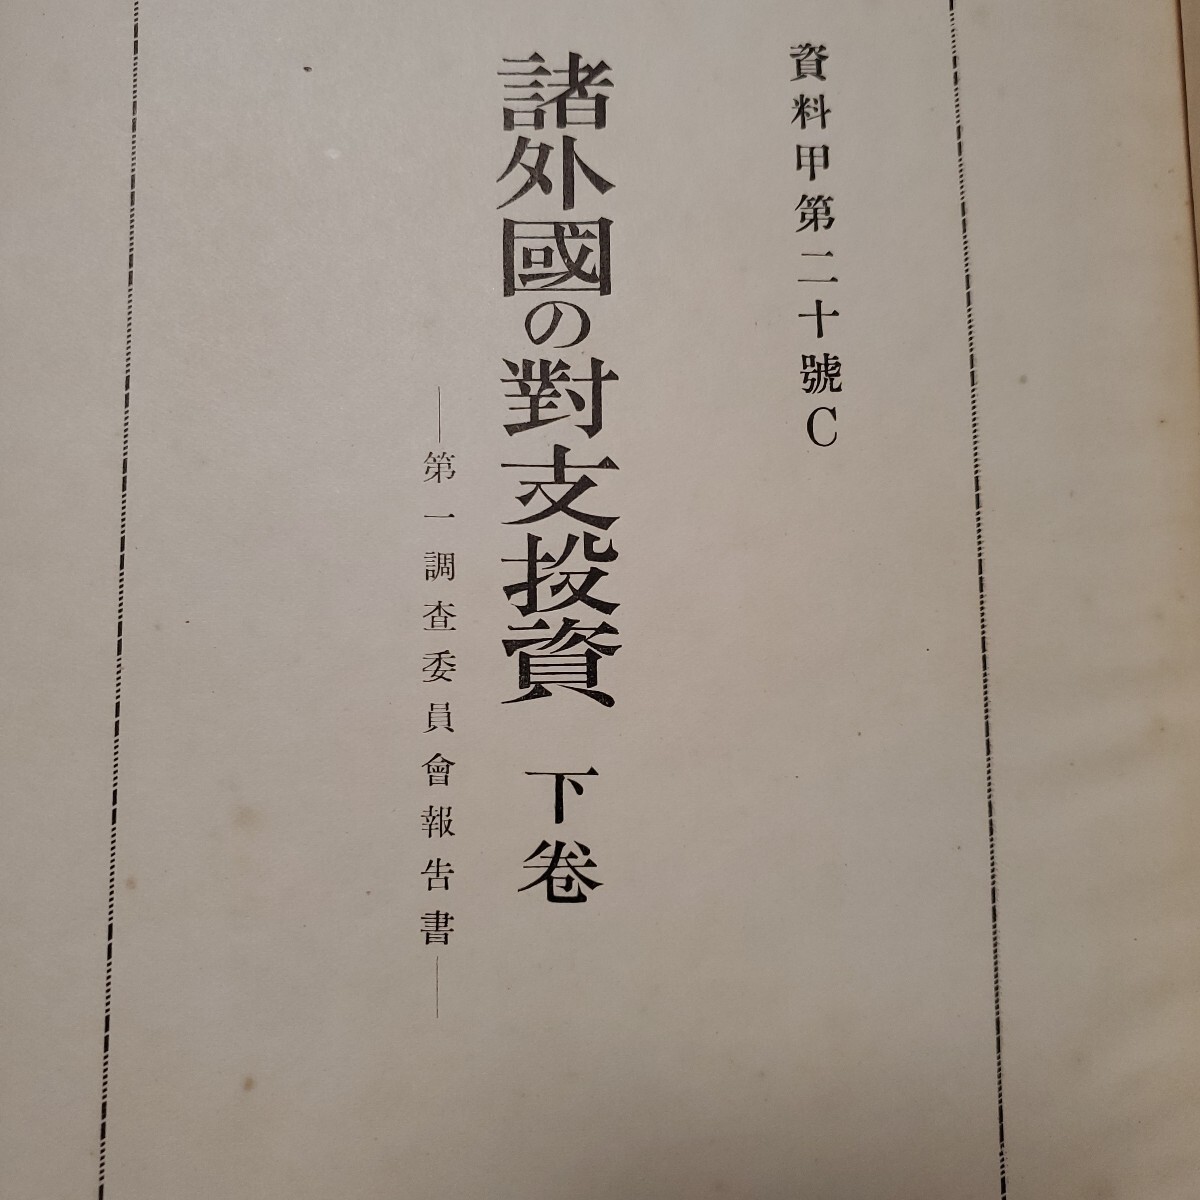 資料甲第二十號C
諸外國の對支投資 下卷
―第一調査委員會報告書―